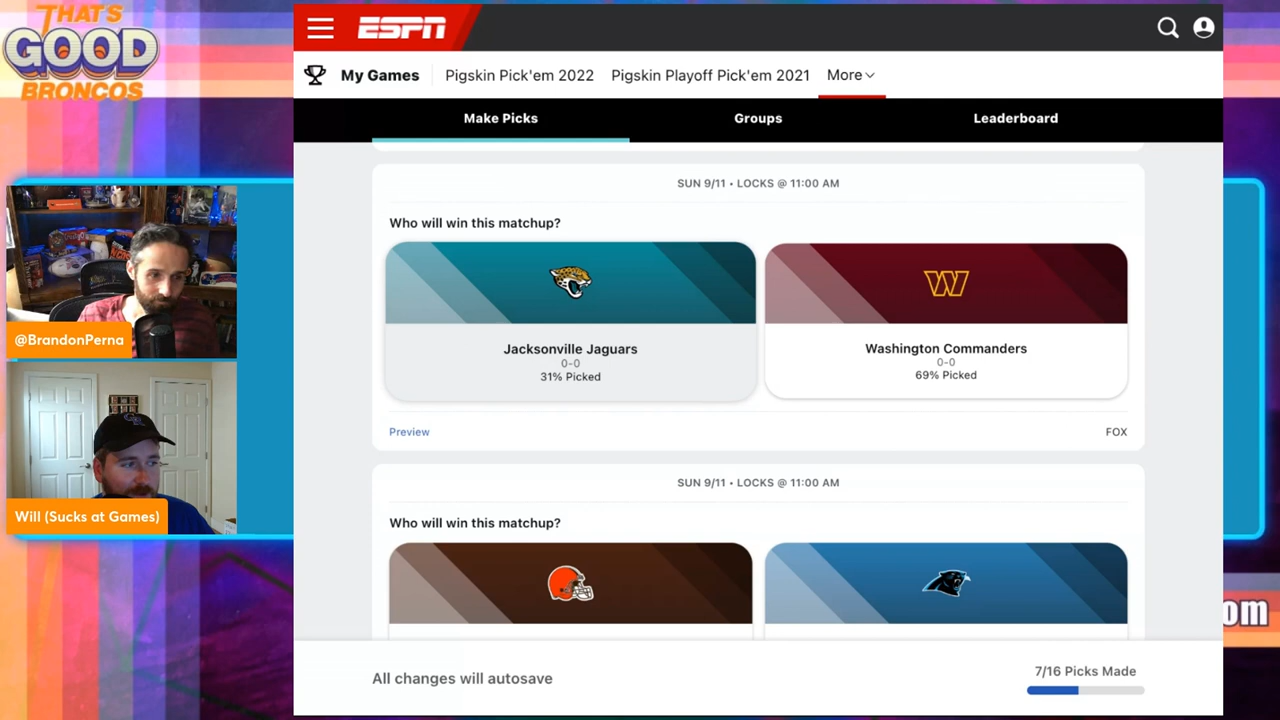 THAT'S
GOOD
BRONCOS
ESPN
My Games
Pigskin Pick'em 2022
Pigskin Playoff Pick'em 2021
More
Make Picks
Groups
Leaderboard
SUN 9/11 • LOCKS @ 11:00 AM
Who will win this matchup?
W
Jacksonville Jaguars
0-0
31% Picked
Washington Commanders
0-0
69% Picked
Preview
FOX
SUN 9/11 • LOCKS @ 11:00 AM
Who will win this matchup?
@BrandonPerna
Will (Sucks at Games)
All changes will autosave
7/16 Picks Made
om